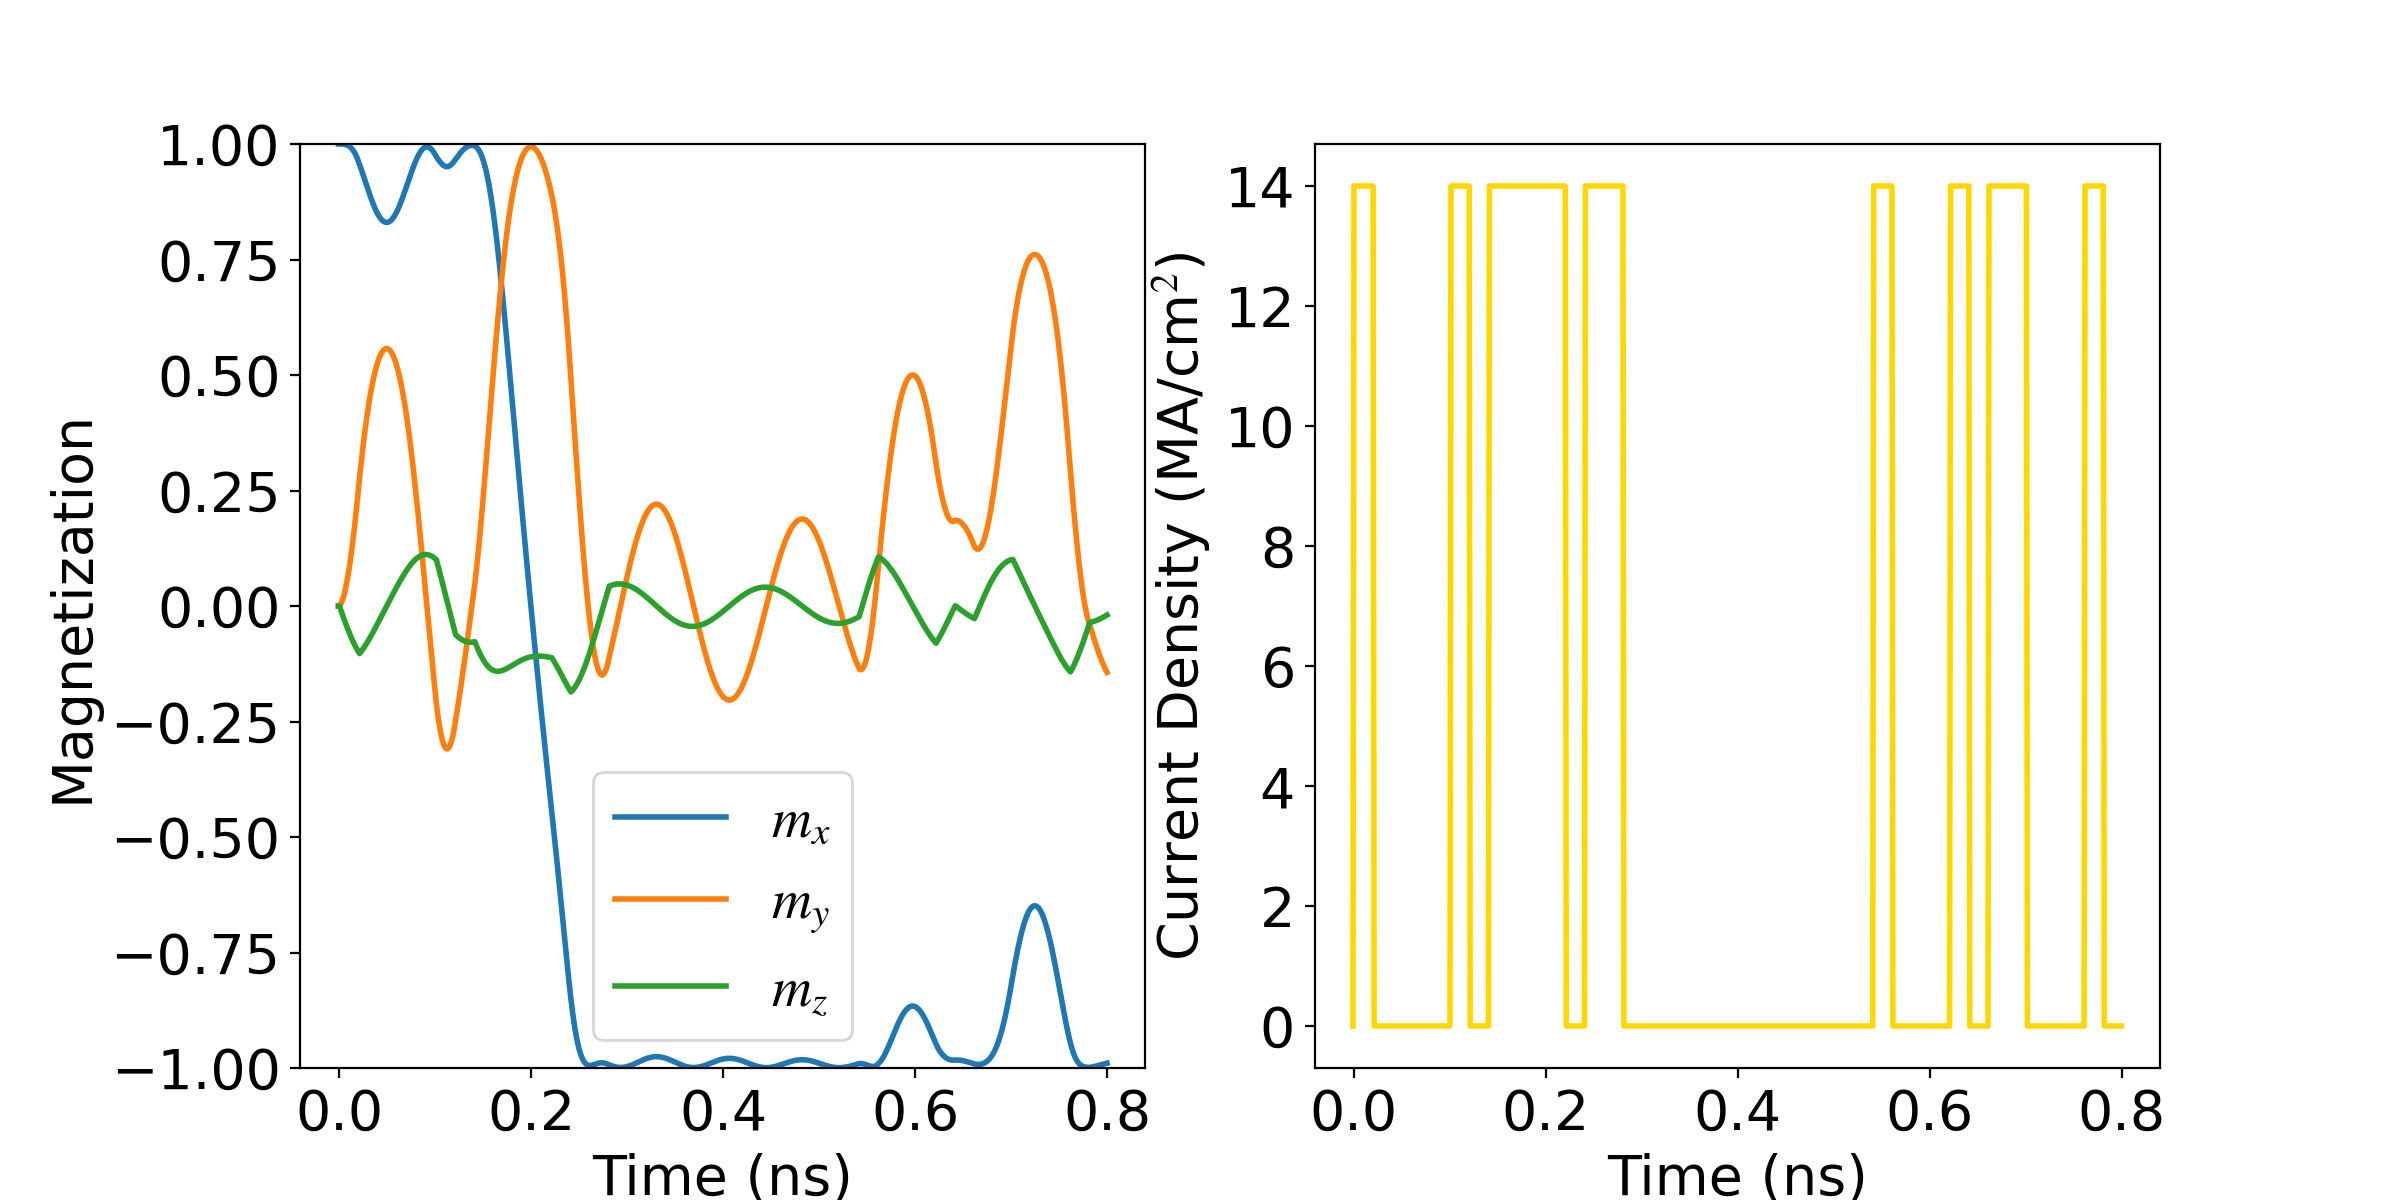 Magnetization
1.00
0.75
0.50
0.25
0.00
−0.25
−0.50
−0.75
−1.00
m_x
m_y
m_z
0.0 0.2 0.4 0.6 0.8
Time (ns)
Current Density (MA/cm²)
14
12
10
8
6
4
2
0
0.0 0.2 0.4 0.6 0.8
Time (ns)